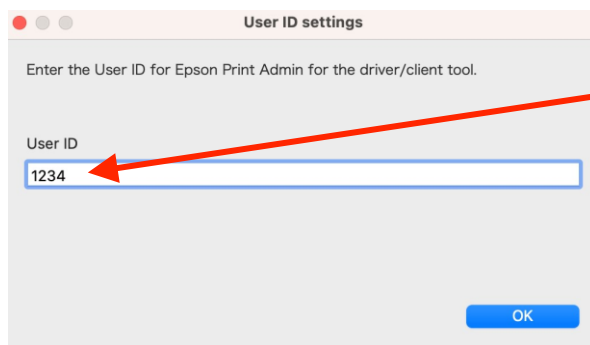 User ID settings
Enter the User ID for Epson Print Admin for the driver/client tool.
User ID
1234
OK